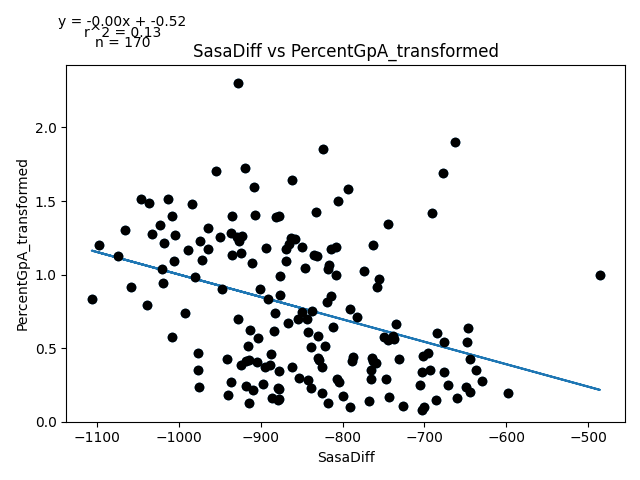 y = -0.00x + -0.52
r^2 = 0.13
n = 170
SasaDiff vs PercentGpA_transformed
PercentGpA_transformed
2.0
1.5
1.0
0.5
0.0
−1100 −1000 −900 −800 −700 −600 −500
SasaDiff